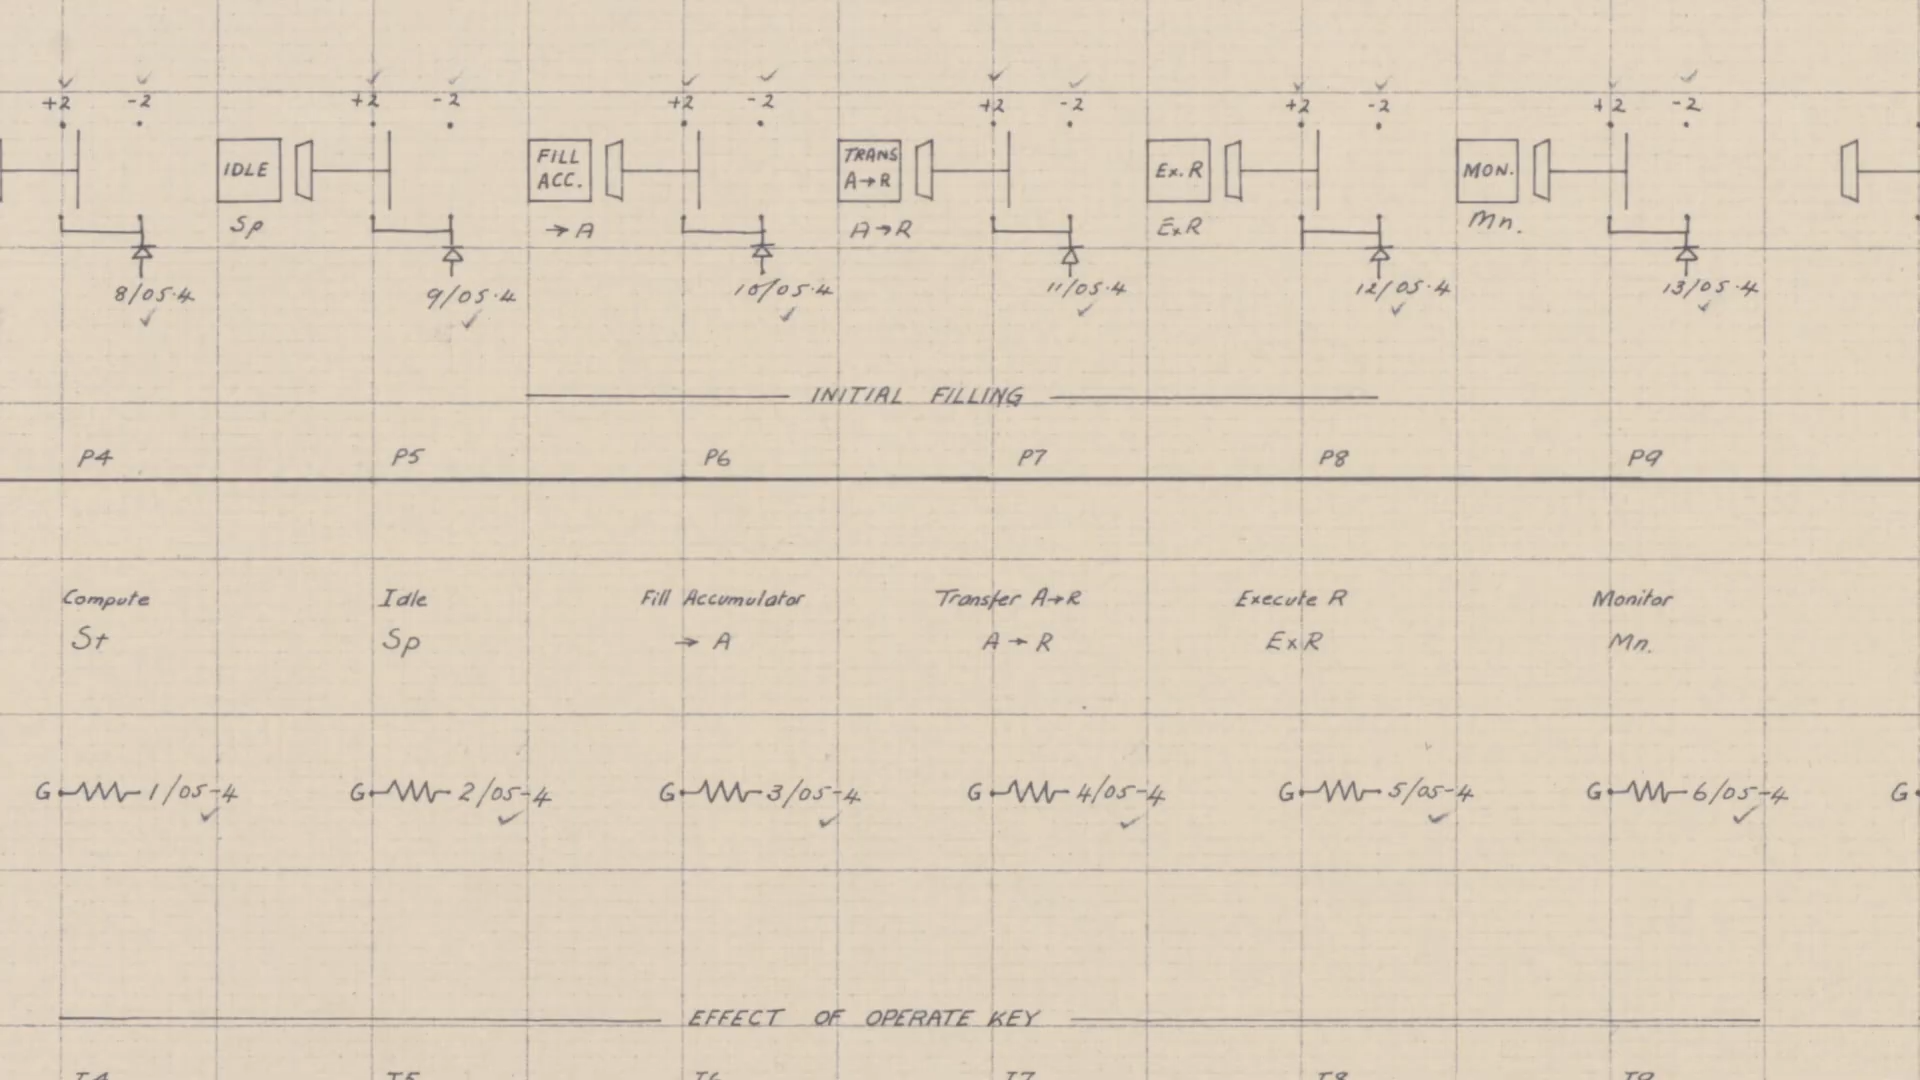 +2 -2 +2 -2 +2 -2 +2 -2 +2 -2 +2 -2
IDLE FILL ACC. TRANS A→R Ex.R MON.
Sp → A A→R ExR Mn.
8/05·4 9/05·4 10/05·4 11/05·4 12/05·4 13/05·4
INITIAL FILLING
P4 P5 P6 P7 P8 P9
Compute Idle Fill Accumulator Transfer A→R Execute R Monitor
St Sp → A A→R ExR Mn.
G 1/05-4 G 2/05-4 G 3/05-4 G 4/05-4 G 5/05-4 G 6/05-4 G
EFFECT OF OPERATE KEY